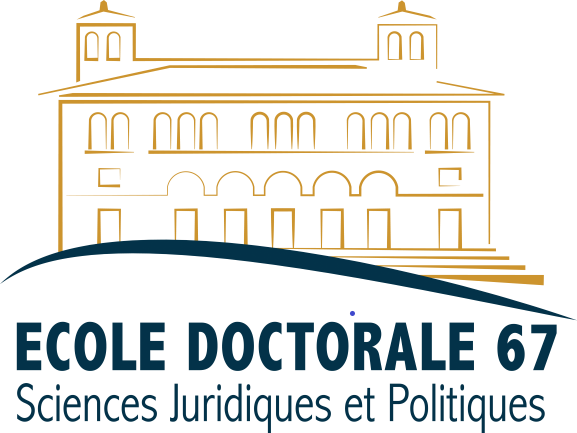 ECOLE DOCTORALE 67
Sciences Juridiques et Politiques